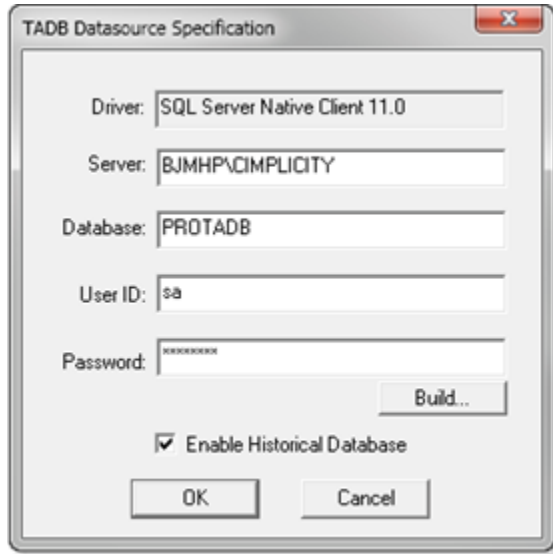 TADB Datasource Specification
Driver: SQL Server Native Client 11.0
Server: BJMHP\CIMPLICITY
Database: PROTADB
User ID: sa
Password: ********
Build...
Enable Historical Database
OK Cancel